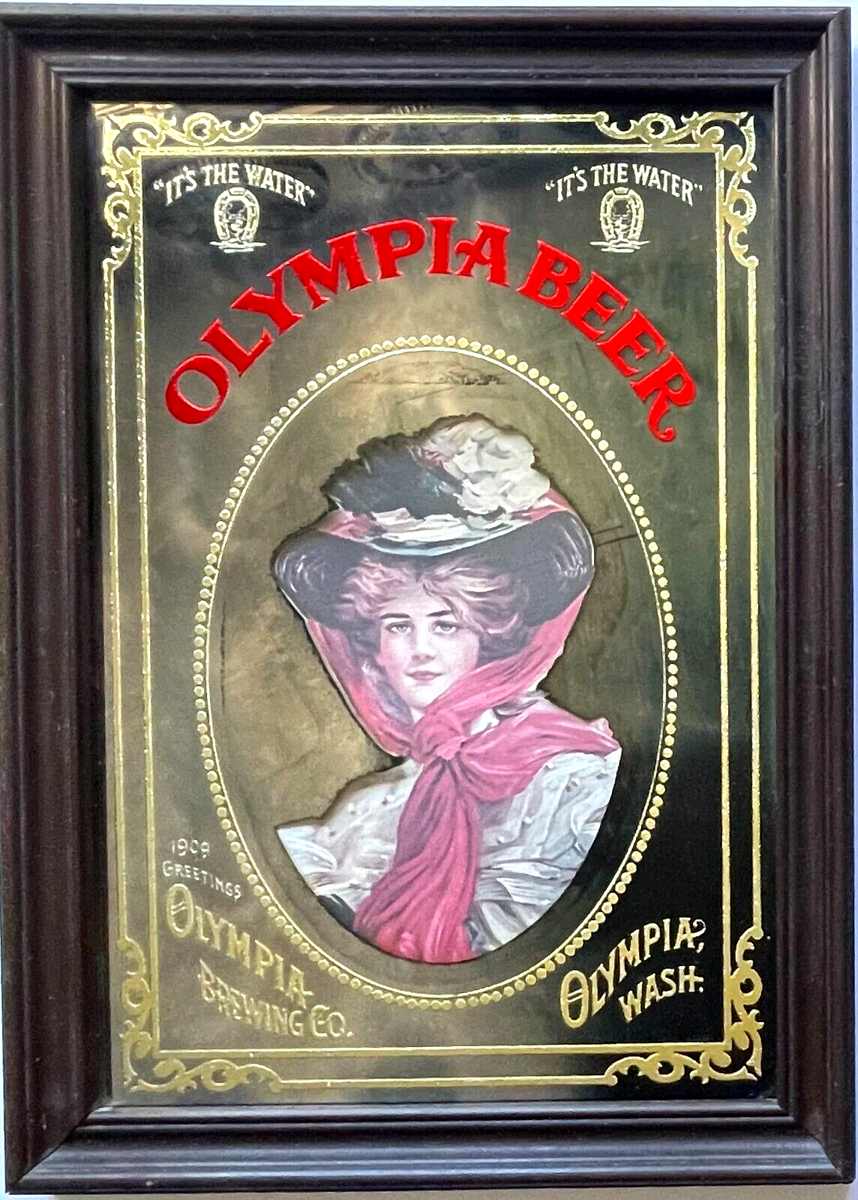 "IT'S THE WATER"
"IT'S THE WATER"
OLYMPIA BEER
1909
GREETINGS
OLYMPIA
BREWING CO.
OLYMPIA,
WASH.